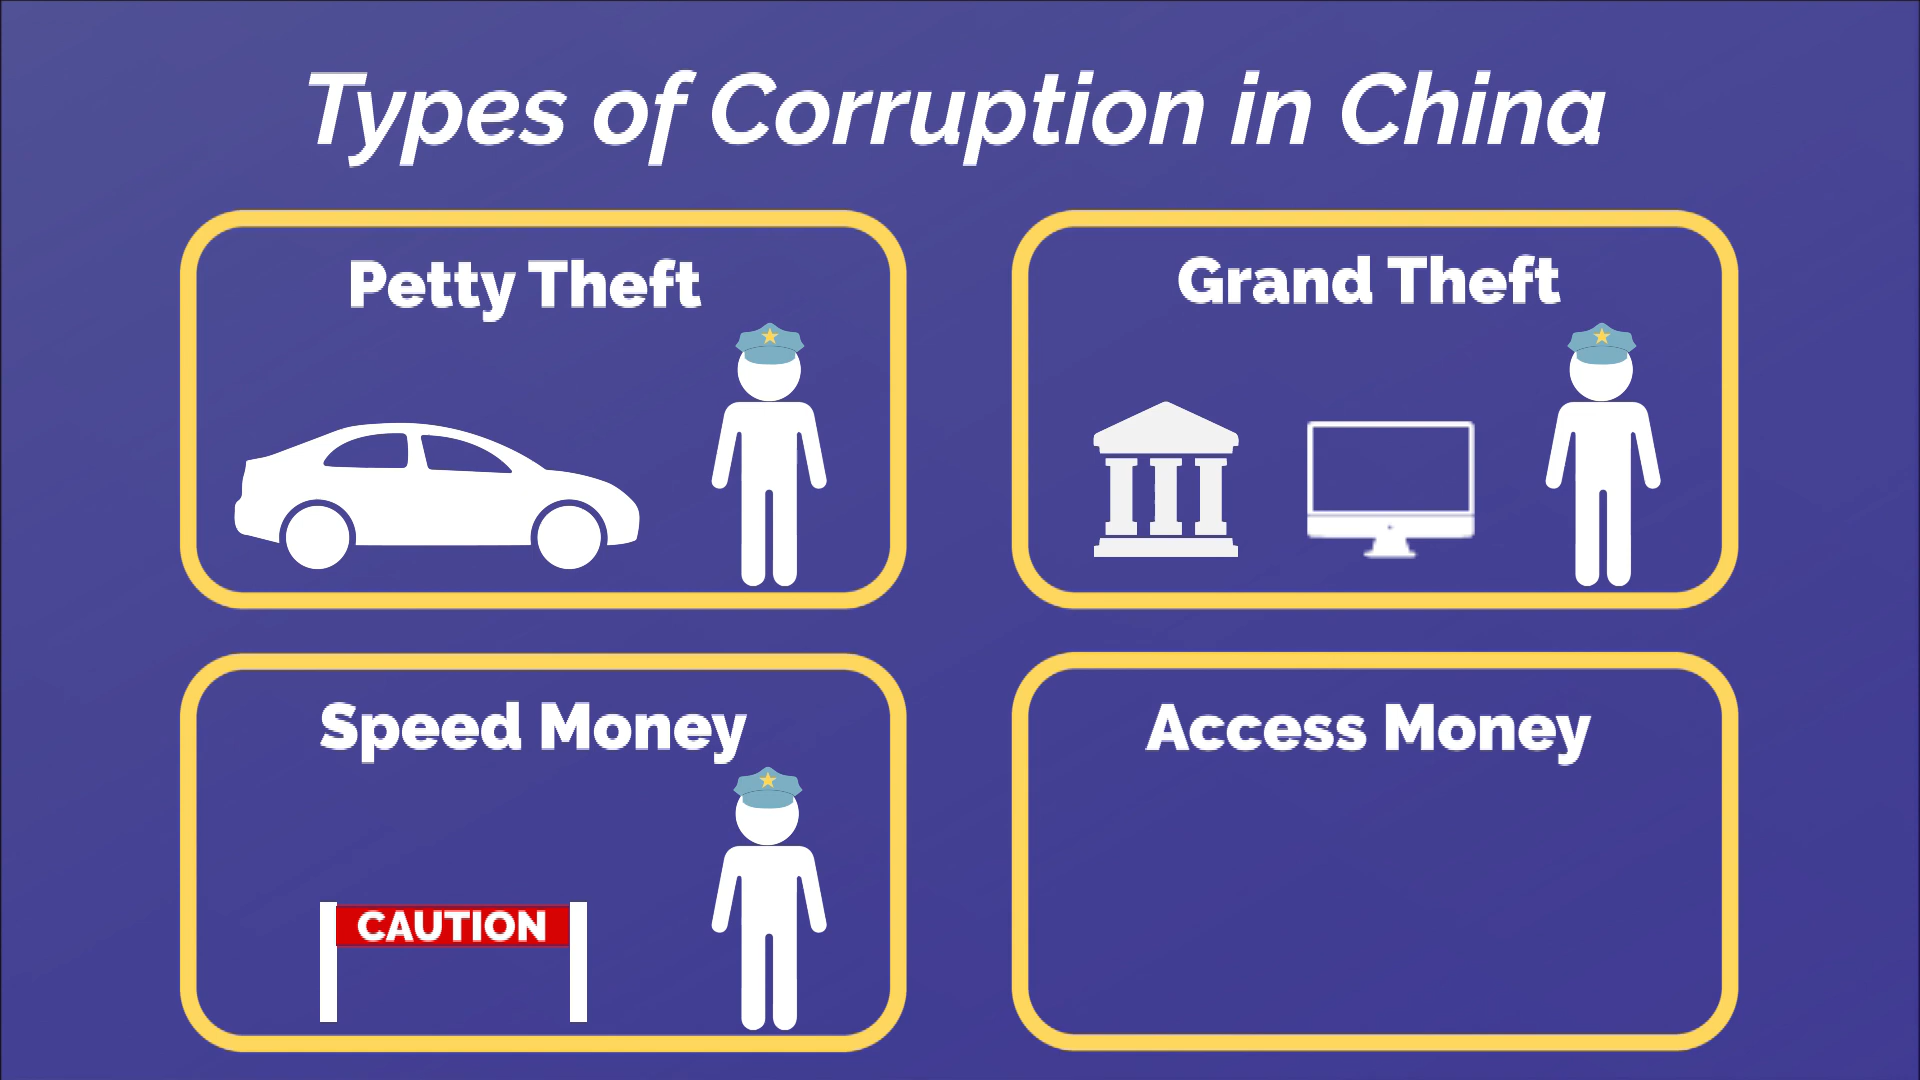 Types of Corruption in China
Petty Theft
Grand Theft
Speed Money
CAUTION
Access Money